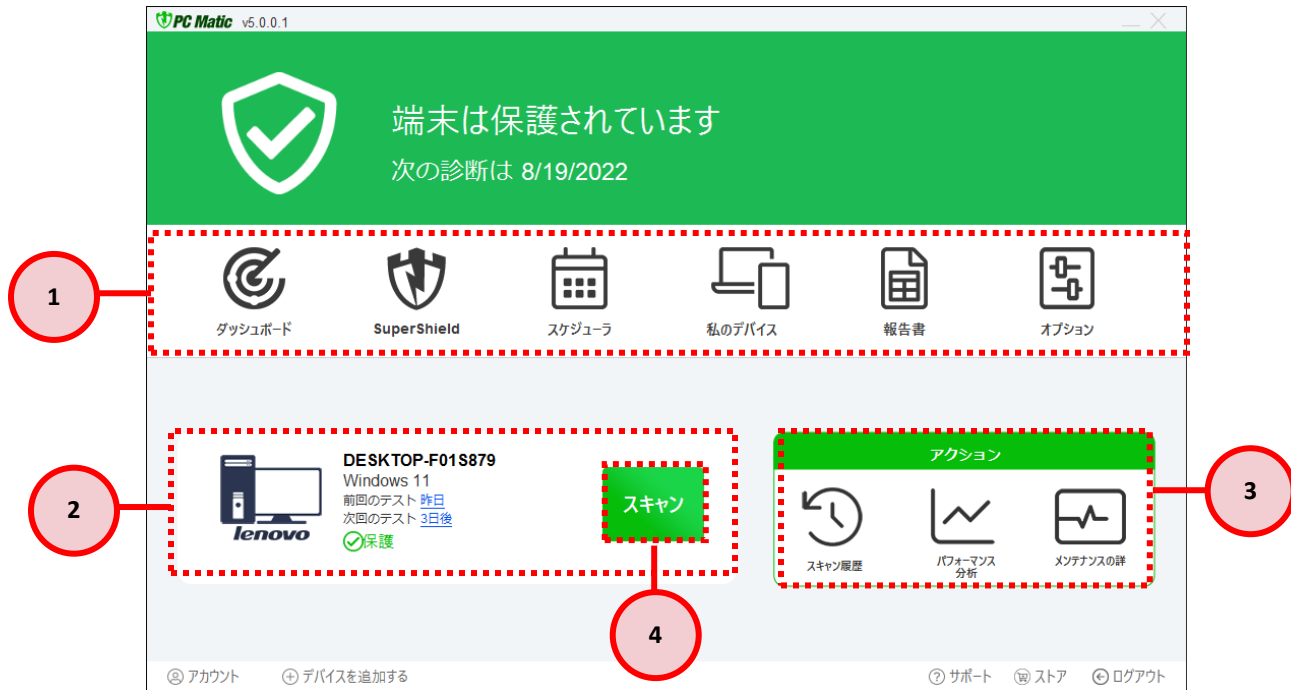 PC Matic v5.0.0.1
端末は保護されています
次の診断は 8/19/2022
1
ダッシュボード
SuperShield
スケジューラ
私のデバイス
報告書
オプション
2
DESKTOP-F01S879
Windows 11
前回のテスト 昨日
次回のテスト 3日後
保護
lenovo
スキャン
アクション
スキャン履歴
パフォーマンス
分析
メンテナンスの詳
3
4
アカウント
デバイスを追加する
サポート
ストア
ログアウト